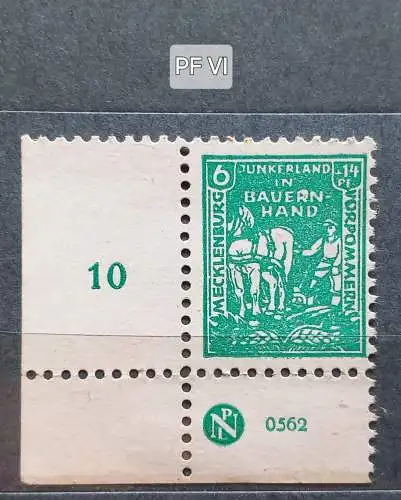 PF VI
6 JUNKERLAND +14
IN PF.
BAUERN-
HAND
MECKLENBURG
VORPOMMERN
10
NPL 0562